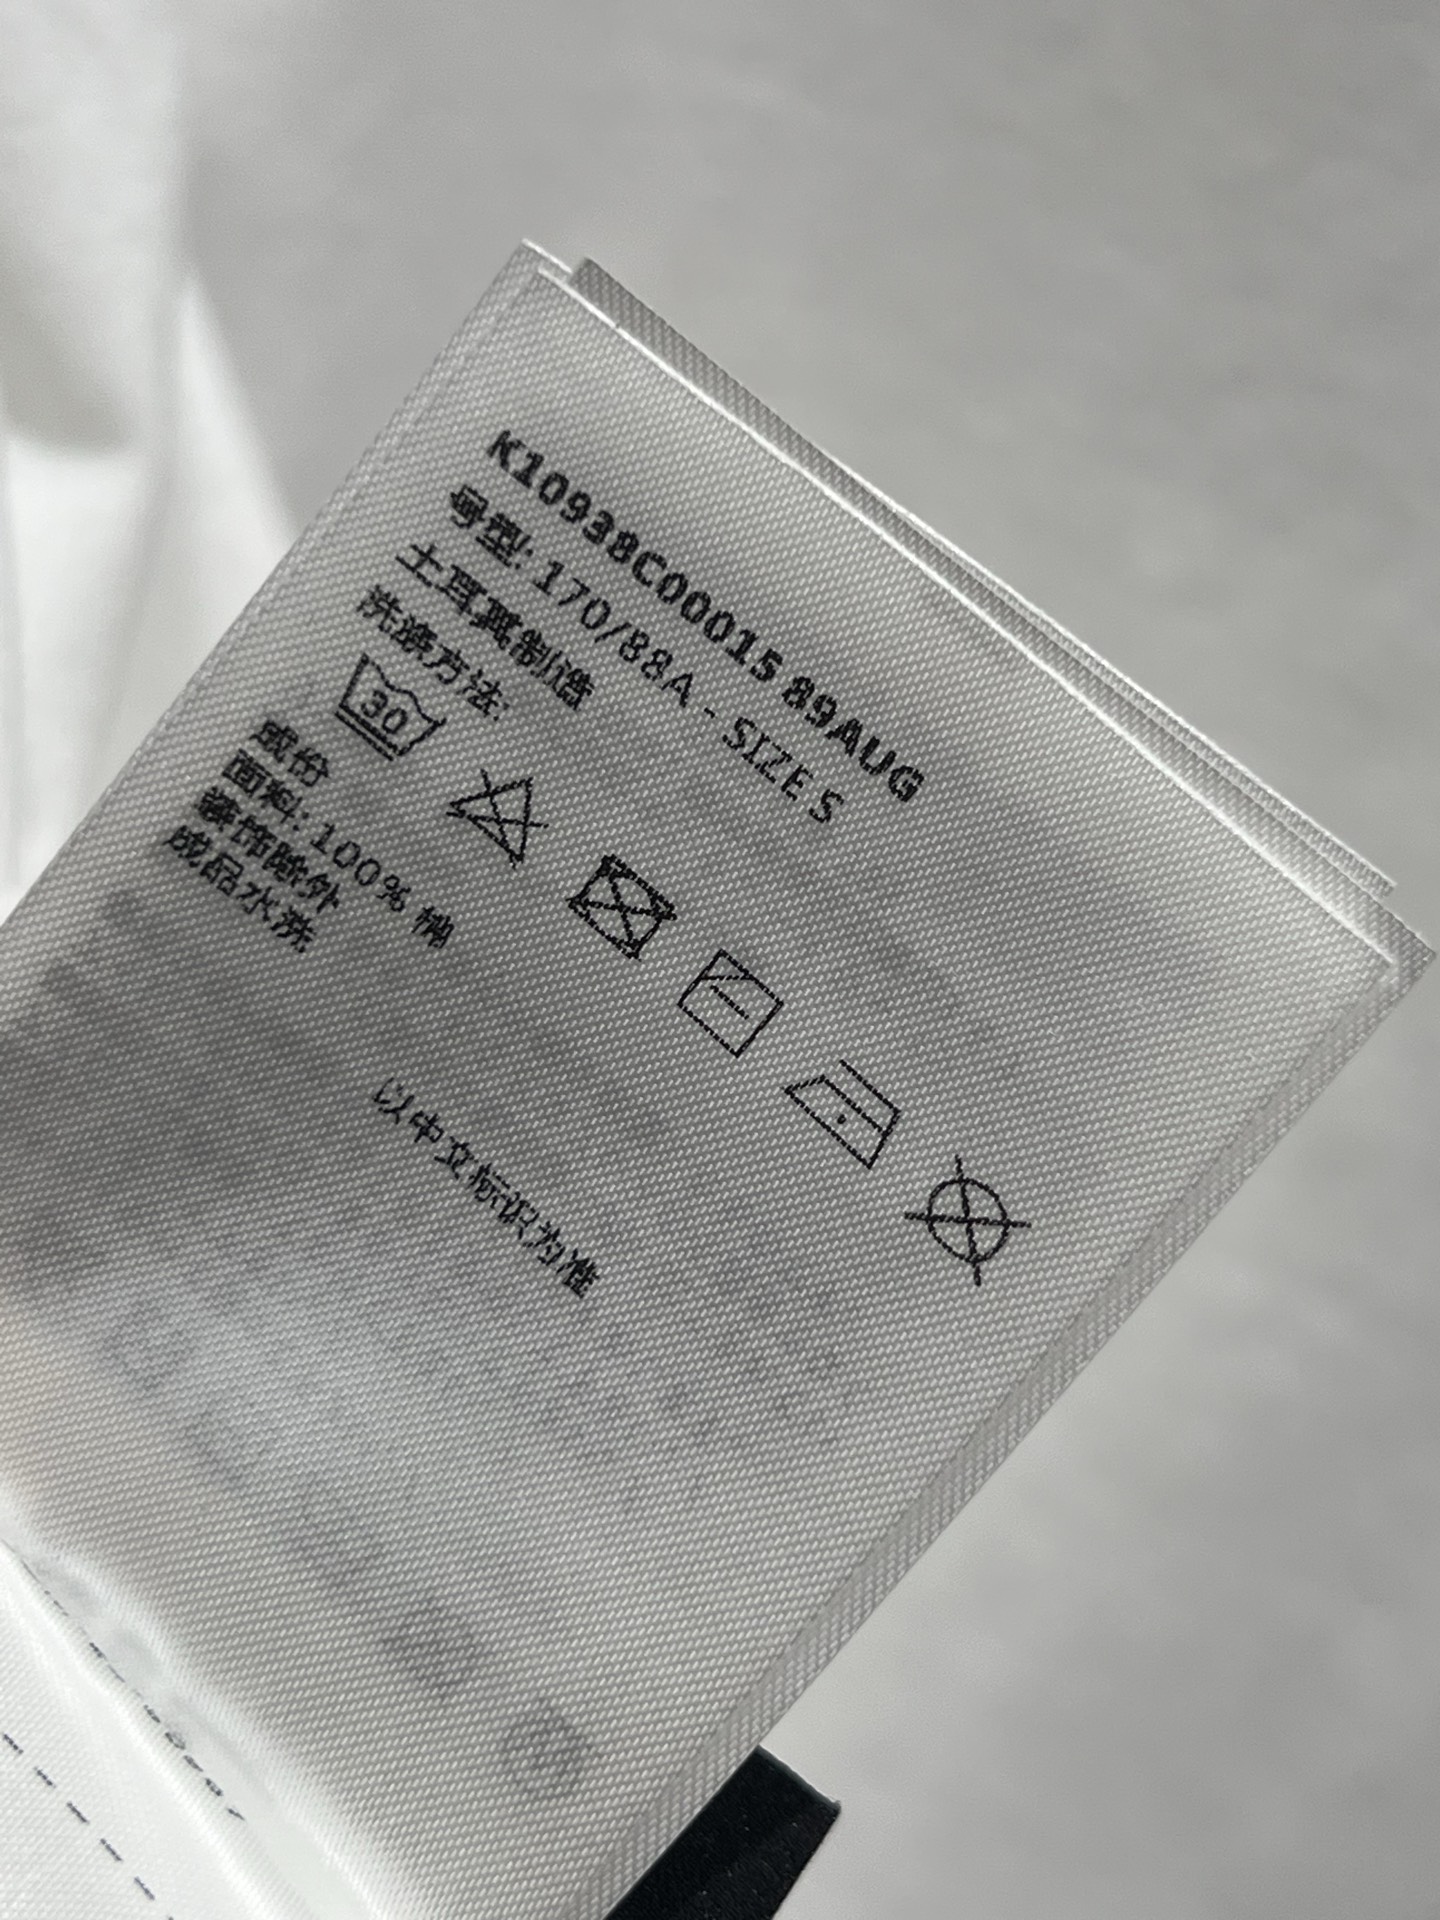 K10938C00015 89AUG
号型: 170/88A - SIZE S
土耳其制造
洗涤方法:
30
成份
面料: 100% 棉
装饰除外
成品水洗
以中文标识为准